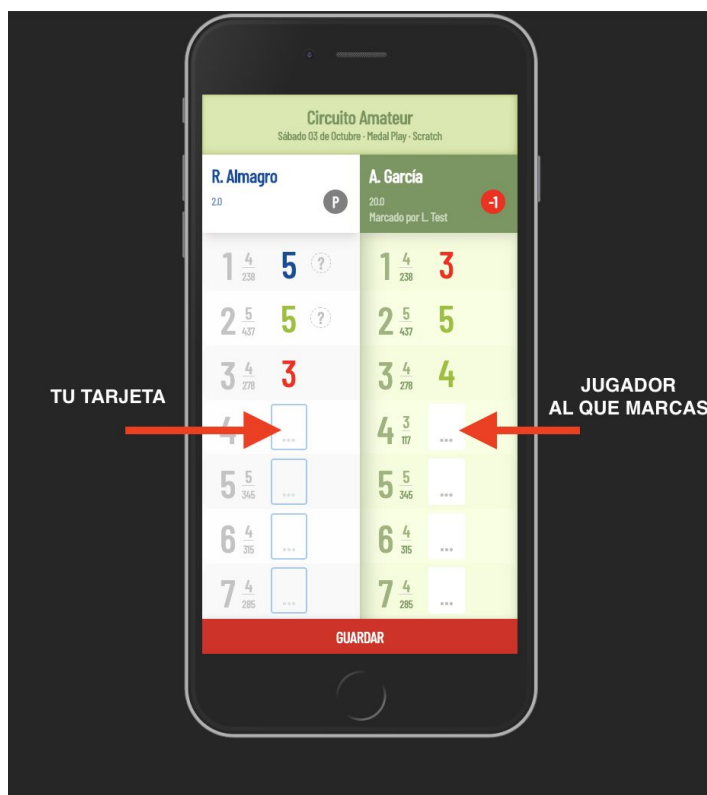 Circuito Amateur
Sábado 03 de Octubre · Medal Play · Scratch
R. Almagro
2.0
P
A. García
20.0
Marcado por L. Test
-1
1 4 238 5 ?
1 4 238 3
2 5 437 5 ?
2 5 437 5
3 4 278 3
3 4 278 4
TU TARJETA
4 ...
4 3 117 ...
JUGADOR
AL QUE MARCAS
5 5 345 ...
5 5 345 ...
6 4 315 ...
6 4 315 ...
7 4 285 ...
7 4 285 ...
GUARDAR